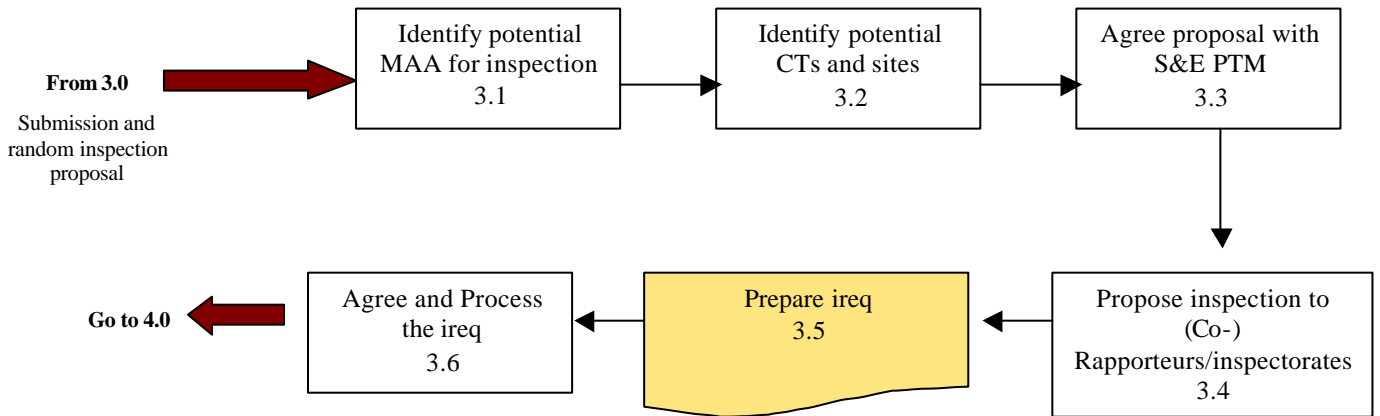 From 3.0
Submission and
random inspection
proposal
Identify potential
MAA for inspection
3.1
Identify potential
CTs and sites
3.2
Agree proposal with
S&E PTM
3.3
Propose inspection to
(Co-)
Rapporteurs/inspectorates
3.4
Prepare ireq
3.5
Agree and Process
the ireq
3.6
Go to 4.0